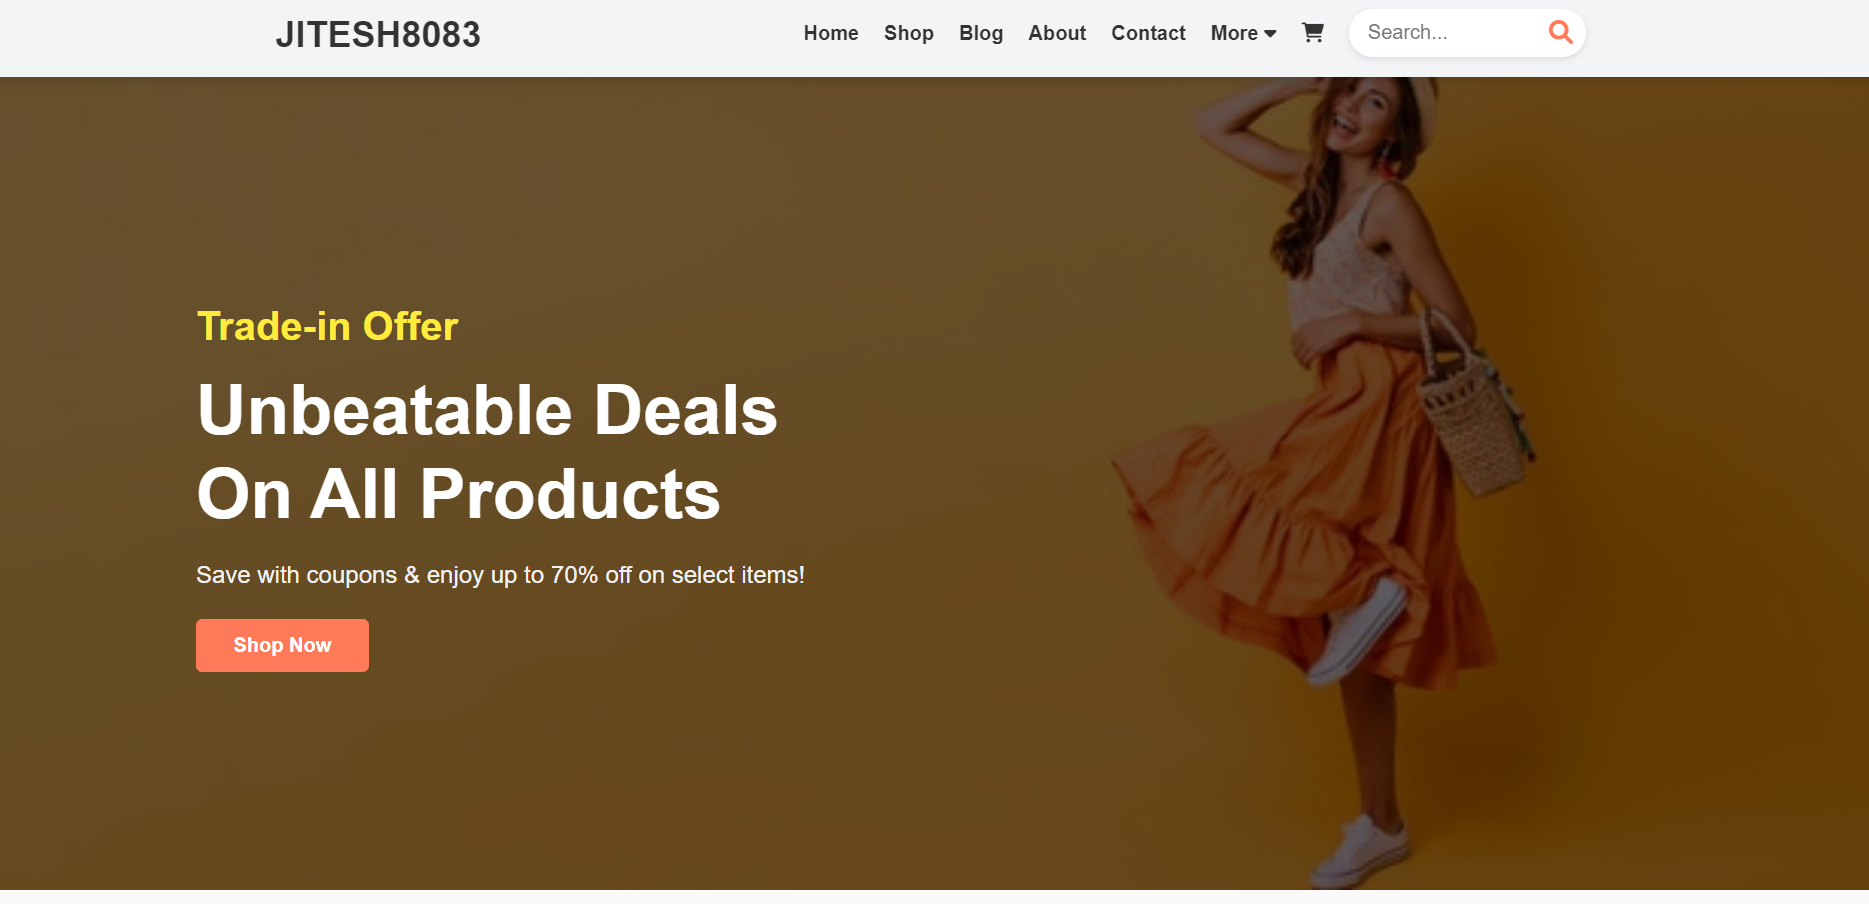 JITESH8083
Home Shop Blog About Contact More
Search...
Trade-in Offer
Unbeatable Deals
On All Products
Save with coupons & enjoy up to 70% off on select items!
Shop Now